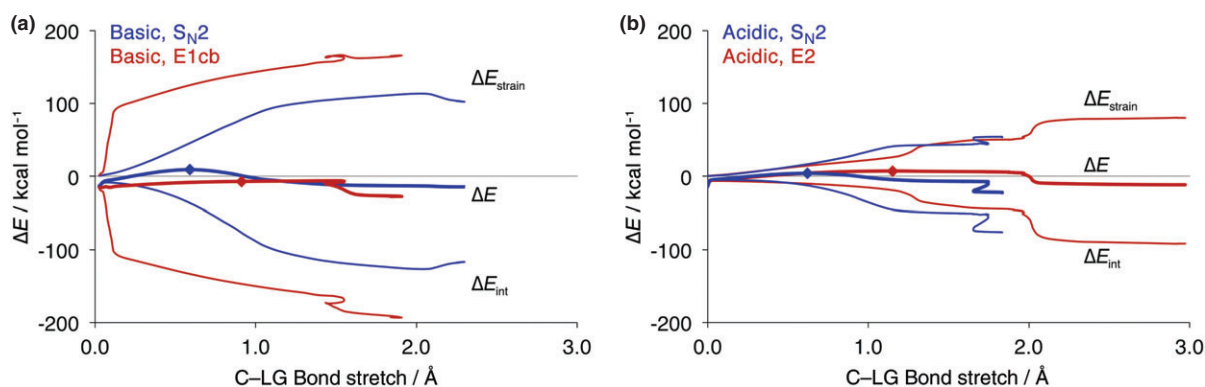 (a)
Basic, SN2
Basic, E1cb
ΔE / kcal mol⁻¹
200
100
0
-100
-200
0.0 1.0 2.0 3.0
C–LG Bond stretch / Å
ΔEstrain
ΔE
ΔEint
(b)
Acidic, SN2
Acidic, E2
ΔE / kcal mol⁻¹
200
100
0
-100
-200
0.0 1.0 2.0 3.0
C–LG Bond stretch / Å
ΔEstrain
ΔE
ΔEint